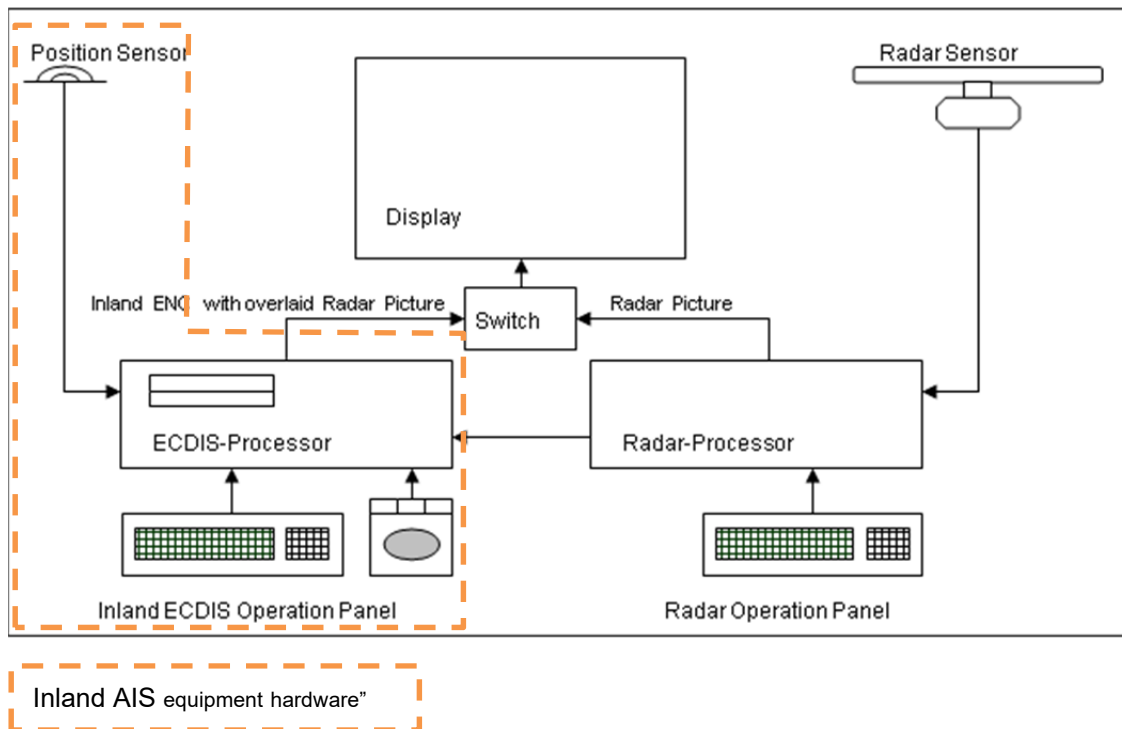 Position Sensor
Radar Sensor
Display
Inland ENC with overlaid Radar Picture
Switch
Radar Picture
ECDIS-Processor
Radar-Processor
Inland ECDIS Operation Panel
Radar Operation Panel
Inland AIS equipment hardware”